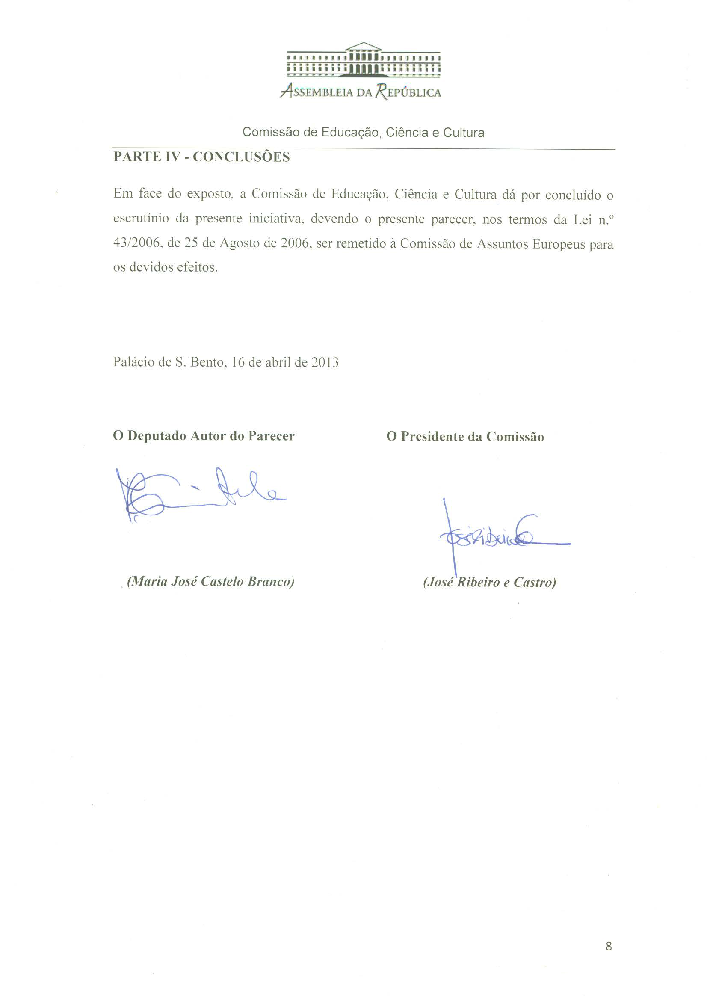 ASSEMBLEIA DA REPÚBLICA
Comissão de Educação, Ciência e Cultura
PARTE IV - CONCLUSÕES
Em face do exposto, a Comissão de Educação, Ciência e Cultura dá por concluído o
escrutínio da presente iniciativa, devendo o presente parecer, nos termos da Lei n.º
43/2006, de 25 de Agosto de 2006, ser remetido à Comissão de Assuntos Europeus para
os devidos efeitos.
Palácio de S. Bento, 16 de abril de 2013
O Deputado Autor do Parecer
O Presidente da Comissão
(Maria José Castelo Branco)
(José Ribeiro e Castro)
8